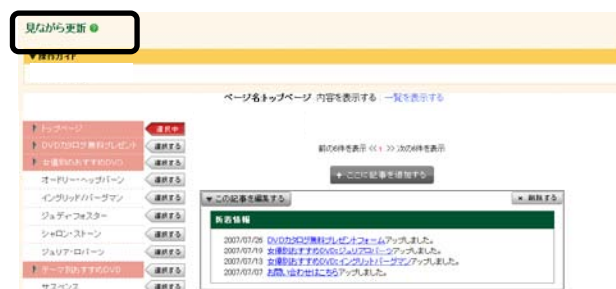 見ながら更新
▼操作ガイド
ページ名:トップページ 内容を表示する 一覧を表示する
トップページ 選択中
DVDカタログ無料プレゼント 選択する
女優別おすすめDVD 選択する
オードリー・ヘップバーン 選択する
イングリッド・バーグマン 選択する
ジョディ・フォスター 選択する
シャロン・ストーン 選択する
ジュリア・ロバーツ 選択する
テーマ別おすすめDVD 選択する
サスペンス 選択する
前の6件を表示 << 1 >> 次の6件を表示
+ ここに記事を追加する
▼この記事を編集する × 削除する
新着情報
2007/07/26 DVDカタログ無料プレゼントフォームアップしました。
2007/07/19 女優別おすすめDVD:ジュリアロバーツアップしました。
2007/07/13 女優別おすすめDVD:イングリットバーグマンアップしました。
2007/07/07 お問い合わせはこちらアップしました。